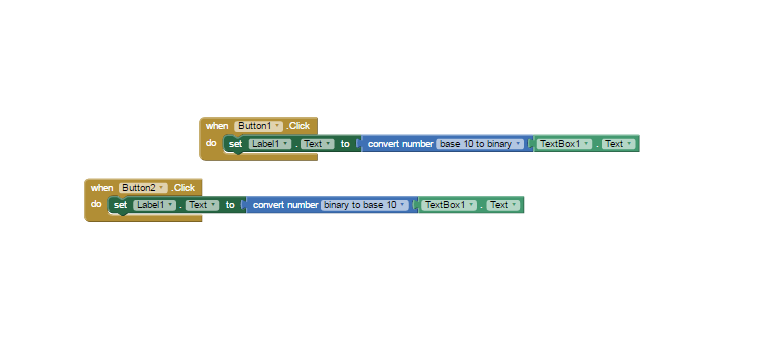 when Button1 .Click
do set Label1 . Text to convert number base 10 to binary TextBox1 . Text
when Button2 .Click
do set Label1 . Text to convert number binary to base 10 TextBox1 . Text